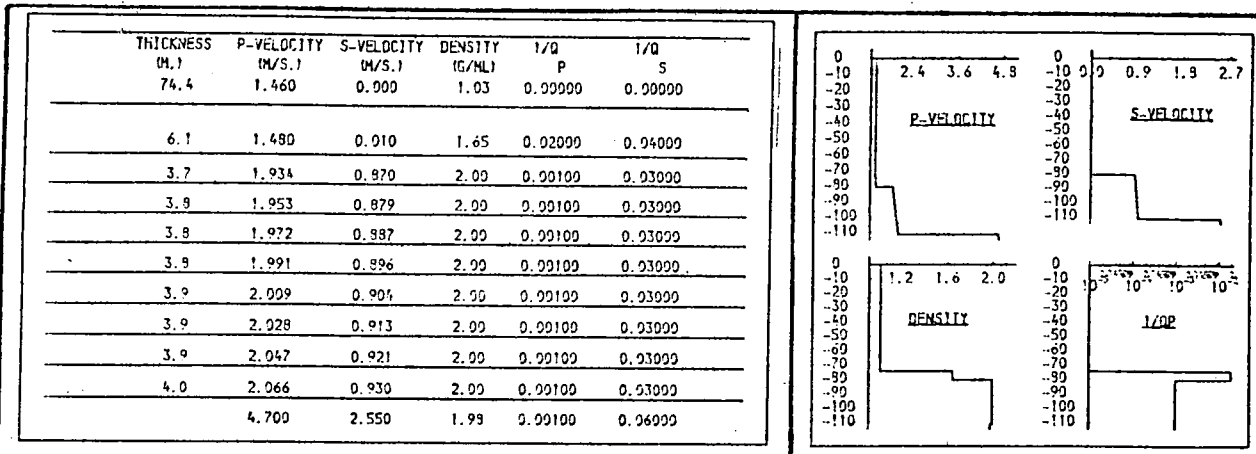 THICKNESS P-VELOCITY S-VELOCITY DENSITY 1/Q 1/Q
(M.) (M/S.) (M/S.) (G/ML) P S
74.4 1.460 0.000 1.03 0.00000 0.00000
6.1 1.480 0.010 1.65 0.02000 0.04000
3.7 1.934 0.870 2.00 0.00100 0.03000
3.8 1.953 0.879 2.00 0.00100 0.03000
3.8 1.972 0.887 2.00 0.00100 0.03000
3.9 1.991 0.896 2.00 0.00100 0.03000
3.9 2.009 0.904 2.00 0.00100 0.03000
3.9 2.028 0.913 2.00 0.00100 0.03000
3.9 2.047 0.921 2.00 0.00100 0.03000
4.0 2.066 0.930 2.00 0.00100 0.03000
4.700 2.550 1.99 0.00100 0.06000
0
-10 2.4 3.6 4.8
-20
-30
-40 P-VELOCITY
-50
-60
-70
-80
-90
-100
-110
0
-10 0.0 0.9 1.8 2.7
-20
-30
-40 S-VELOCITY
-50
-60
-70
-80
-90
-100
-110
0
-10 1.2 1.6 2.0
-20
-30
-40 DENSITY
-50
-60
-70
-80
-90
-100
-110
0
-10
-20
-30
-40 1/QP
-50
-60
-70
-80
-90
-100
-110